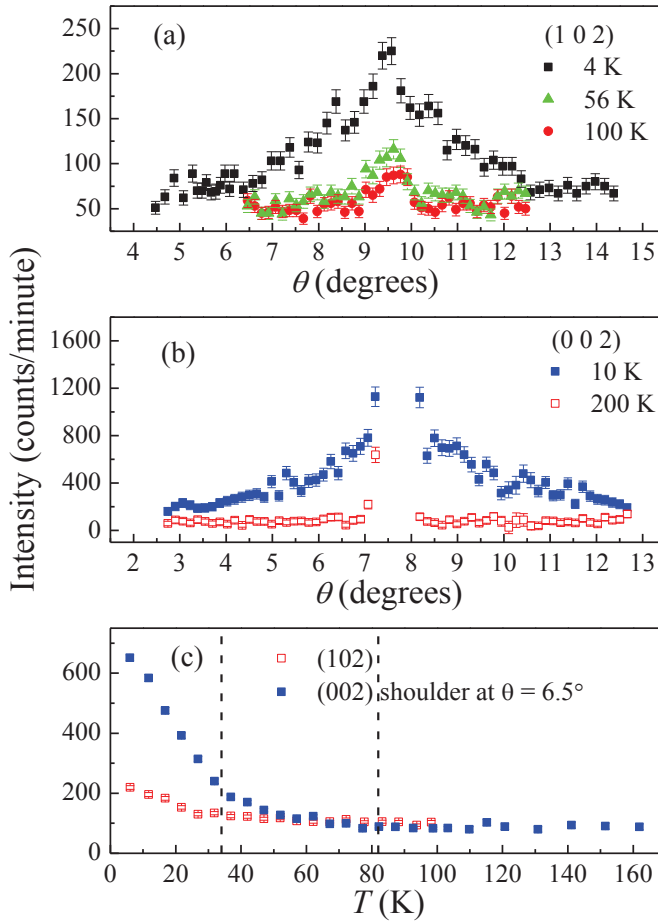 (a)
(1 0 2)
4 K
56 K
100 K
250
200
150
100
50
4 5 6 7 8 9 10 11 12 13 14 15
θ (degrees)
Intensity (counts/minute)
(b)
(0 0 2)
10 K
200 K
1600
1200
800
400
0
2 3 4 5 6 7 8 9 10 11 12 13
θ (degrees)
(c)
(102)
(002) shoulder at θ = 6.5°
600
400
200
0
0 20 40 60 80 100 120 140 160
T (K)